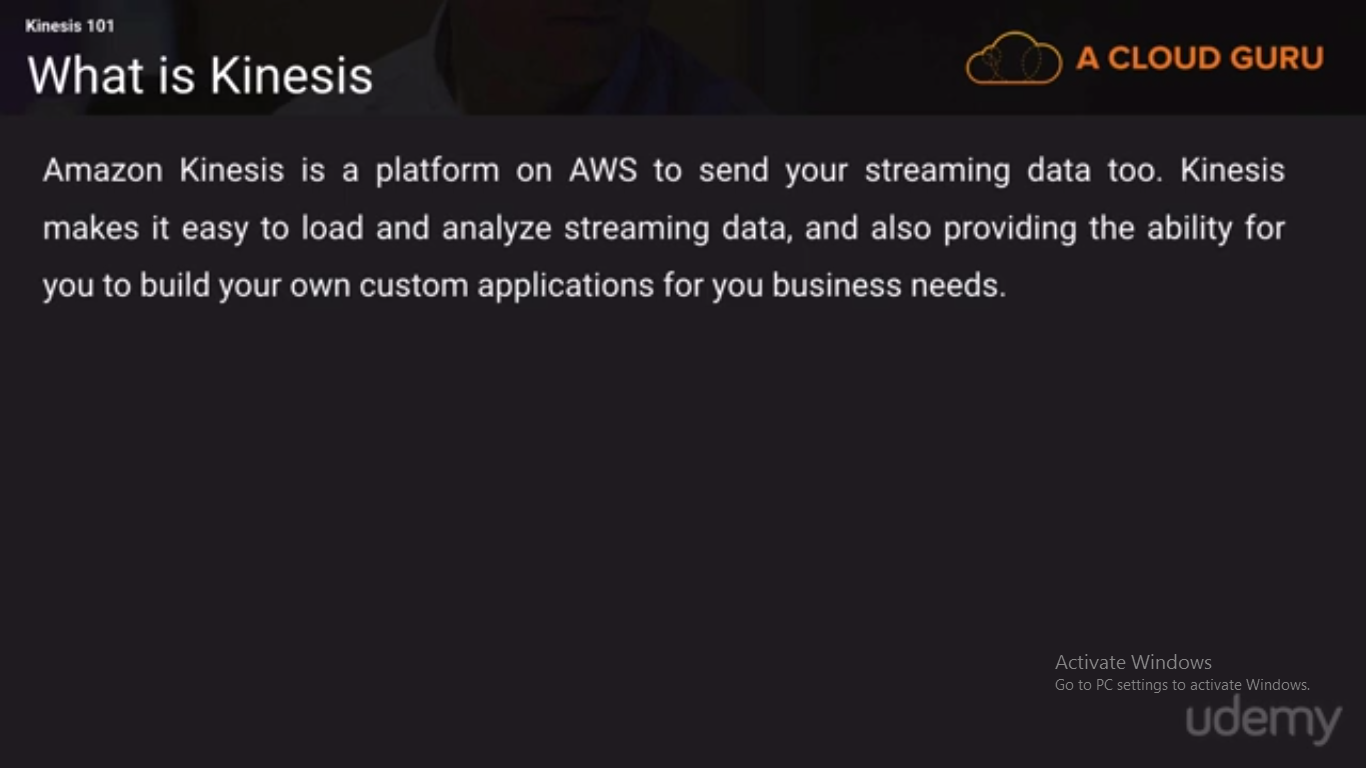 Kinesis 101
What is Kinesis
A CLOUD GURU
Amazon Kinesis is a platform on AWS to send your streaming data too. Kinesis
makes it easy to load and analyze streaming data, and also providing the ability for
you to build your own custom applications for you business needs.
Activate Windows
Go to PC settings to activate Windows.
udemy